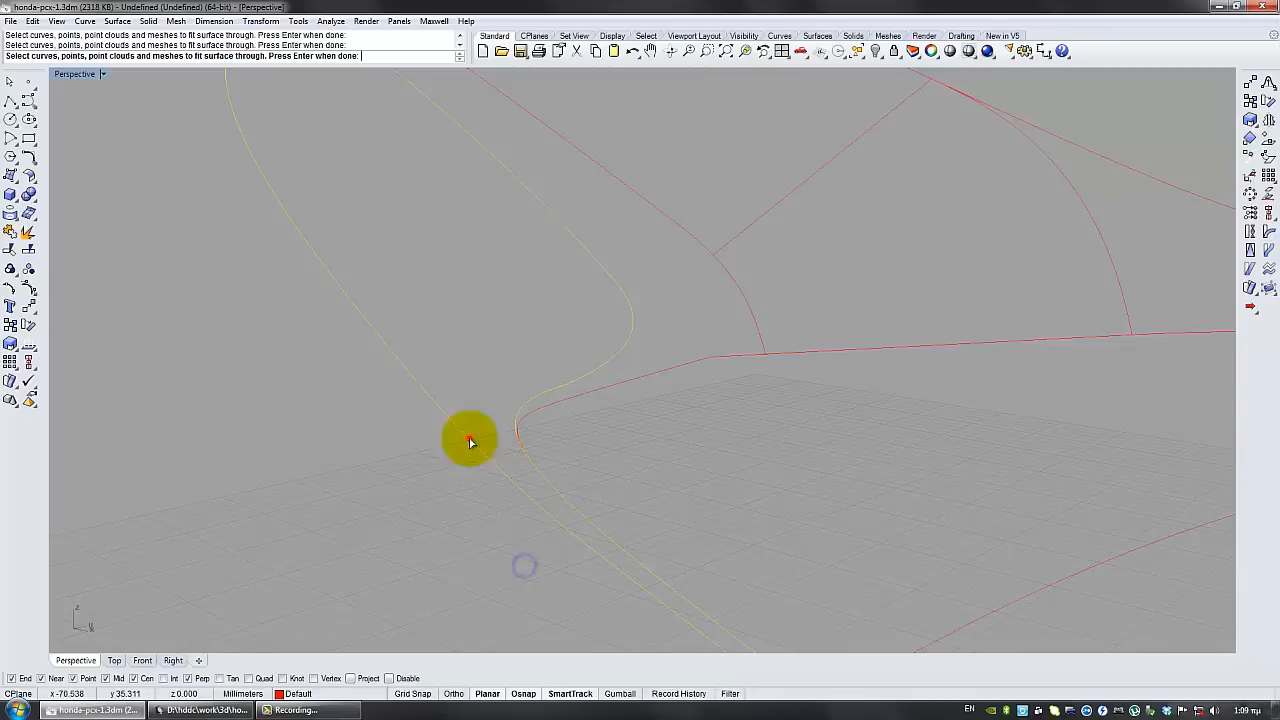 honda-pcx-1.3dm (2318 KB) - Undefined (Undefined) (64-bit) - [Perspective]
File Edit View Curve Surface Solid Mesh Dimension Transform Tools Analyze Render Panels Maxwell Help
Select curves, points, point clouds and meshes to fit surface through. Press Enter when done:
Select curves, points, point clouds and meshes to fit surface through. Press Enter when done:
Select curves, points, point clouds and meshes to fit surface through. Press Enter when done:
Standard CPlanes Set View Display Select Viewport Layout Visibility Curves Surfaces Solids Meshes Render Drafting New in V5
Perspective
z
Perspective Top Front Right
End Near Point Mid Cen Int Perp Tan Quad Knot Vertex Project Disable
CPlane x -70.538 y 35.311 z 0.000 Millimeters Default Grid Snap Ortho Planar Osnap SmartTrack Gumball Record History Filter
honda-pcx-1.3dm (2... D:\hddc\work\3d\ho... Recording... EN 1:09 πμ